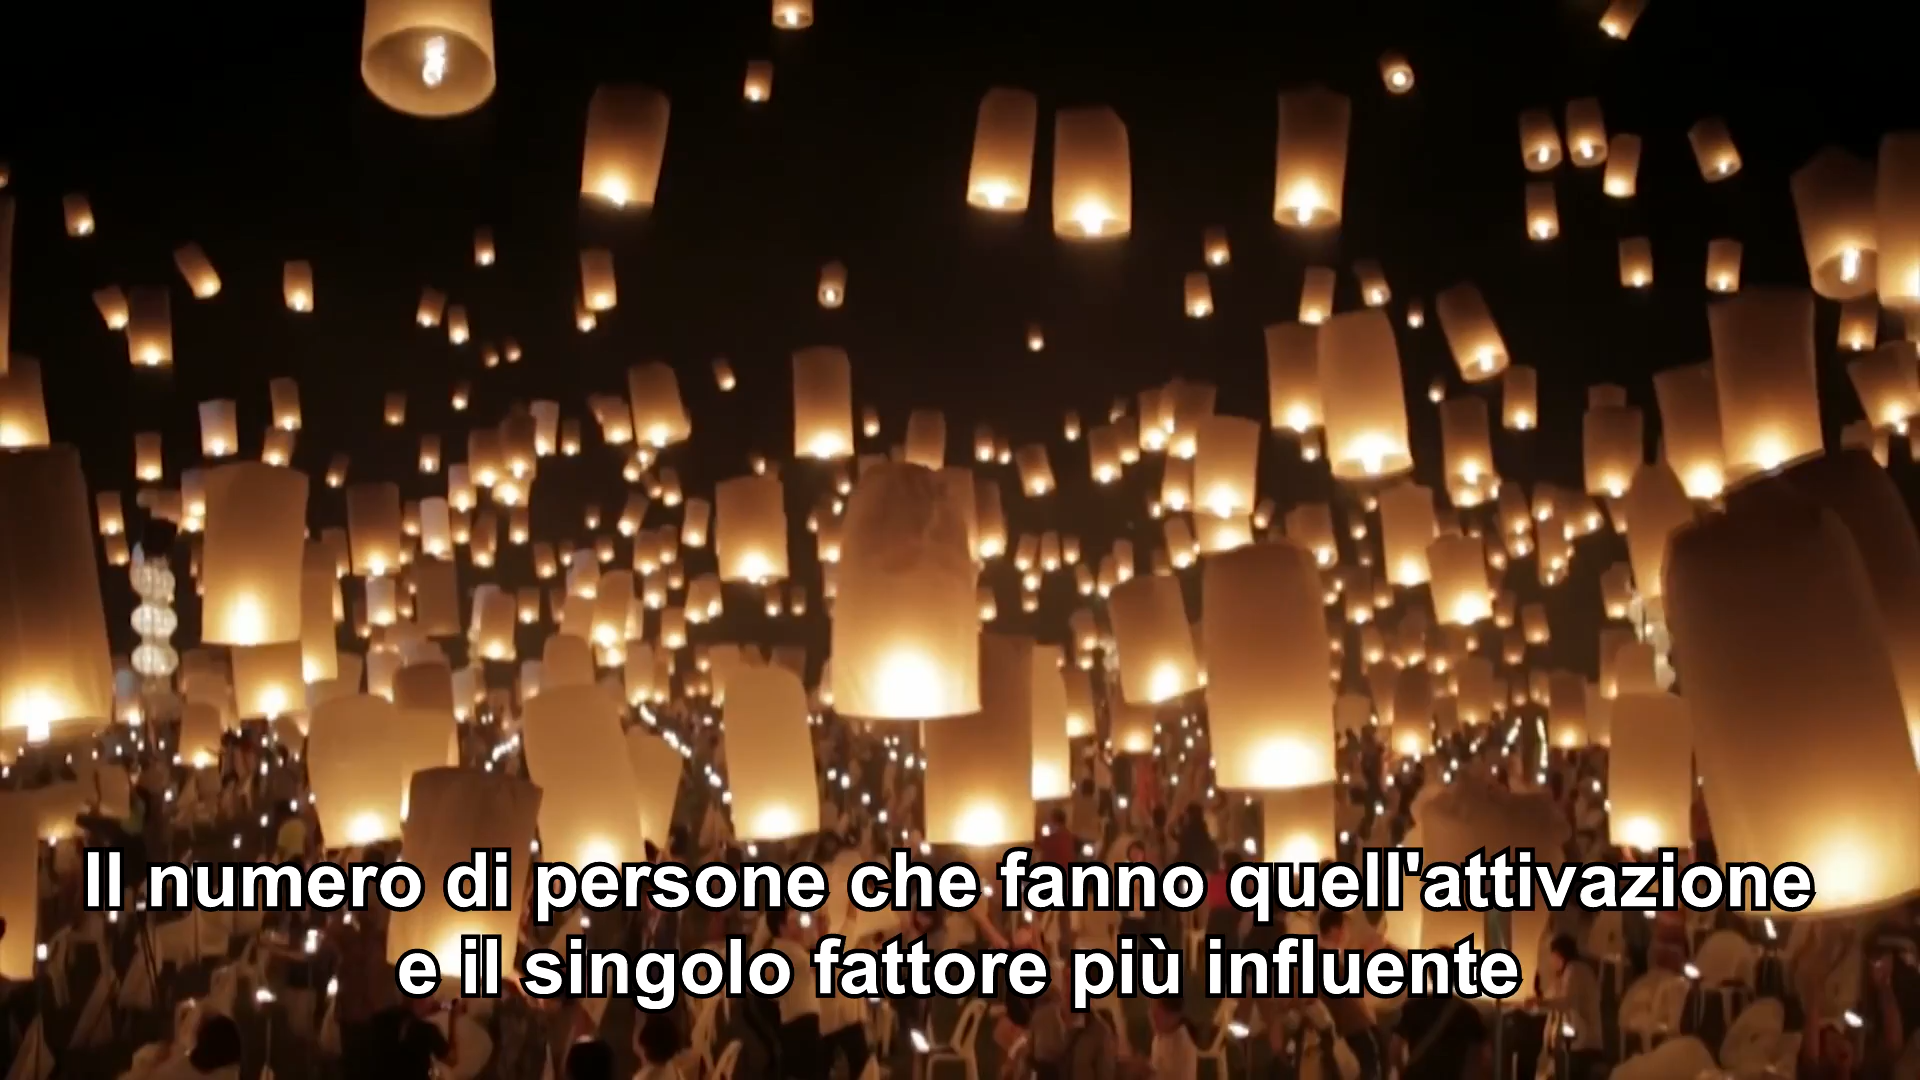 Il numero di persone che fanno quell'attivazione
e il singolo fattore più influente